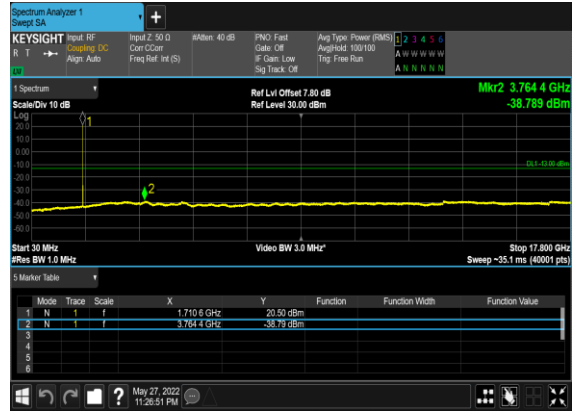 Spectrum Analyzer 1
Swept SA
+
KEYSIGHT Input: RF Input Z: 50 Ω #Atten: 40 dB PNO: Fast Avg Type: Power (RMS) 1 2 3 4 5 6
R T Coupling: DC Corr CCorr Gate: Off Avg|Hold: 100/100 A W W W W W
Align: Auto Freq Ref: Int (S) IF Gain: Low Trig: Free Run
Sig Track: Off A N N N N N
1 Spectrum Ref Lvl Offset 7.80 dB Mkr2 3.764 4 GHz
Scale/Div 10 dB Ref Level 30.00 dBm -38.789 dBm
Log
1
20.0
10.0
0.00
-10.0
DL1 -13.00 dBm
-20.0
-30.0
2
-40.0
-50.0
-60.0
Start 30 MHz Video BW 3.0 MHz* Stop 17.800 GHz
#Res BW 1.0 MHz Sweep ~35.1 ms (40001 pts)
5 Marker Table
Mode Trace Scale X Y Function Function Width Function Value
1 N 1 f 1.710 6 GHz 20.50 dBm
2 N 1 f 3.764 4 GHz -38.79 dBm
3
4
5
6
? May 27, 2022
11:26:51 PM